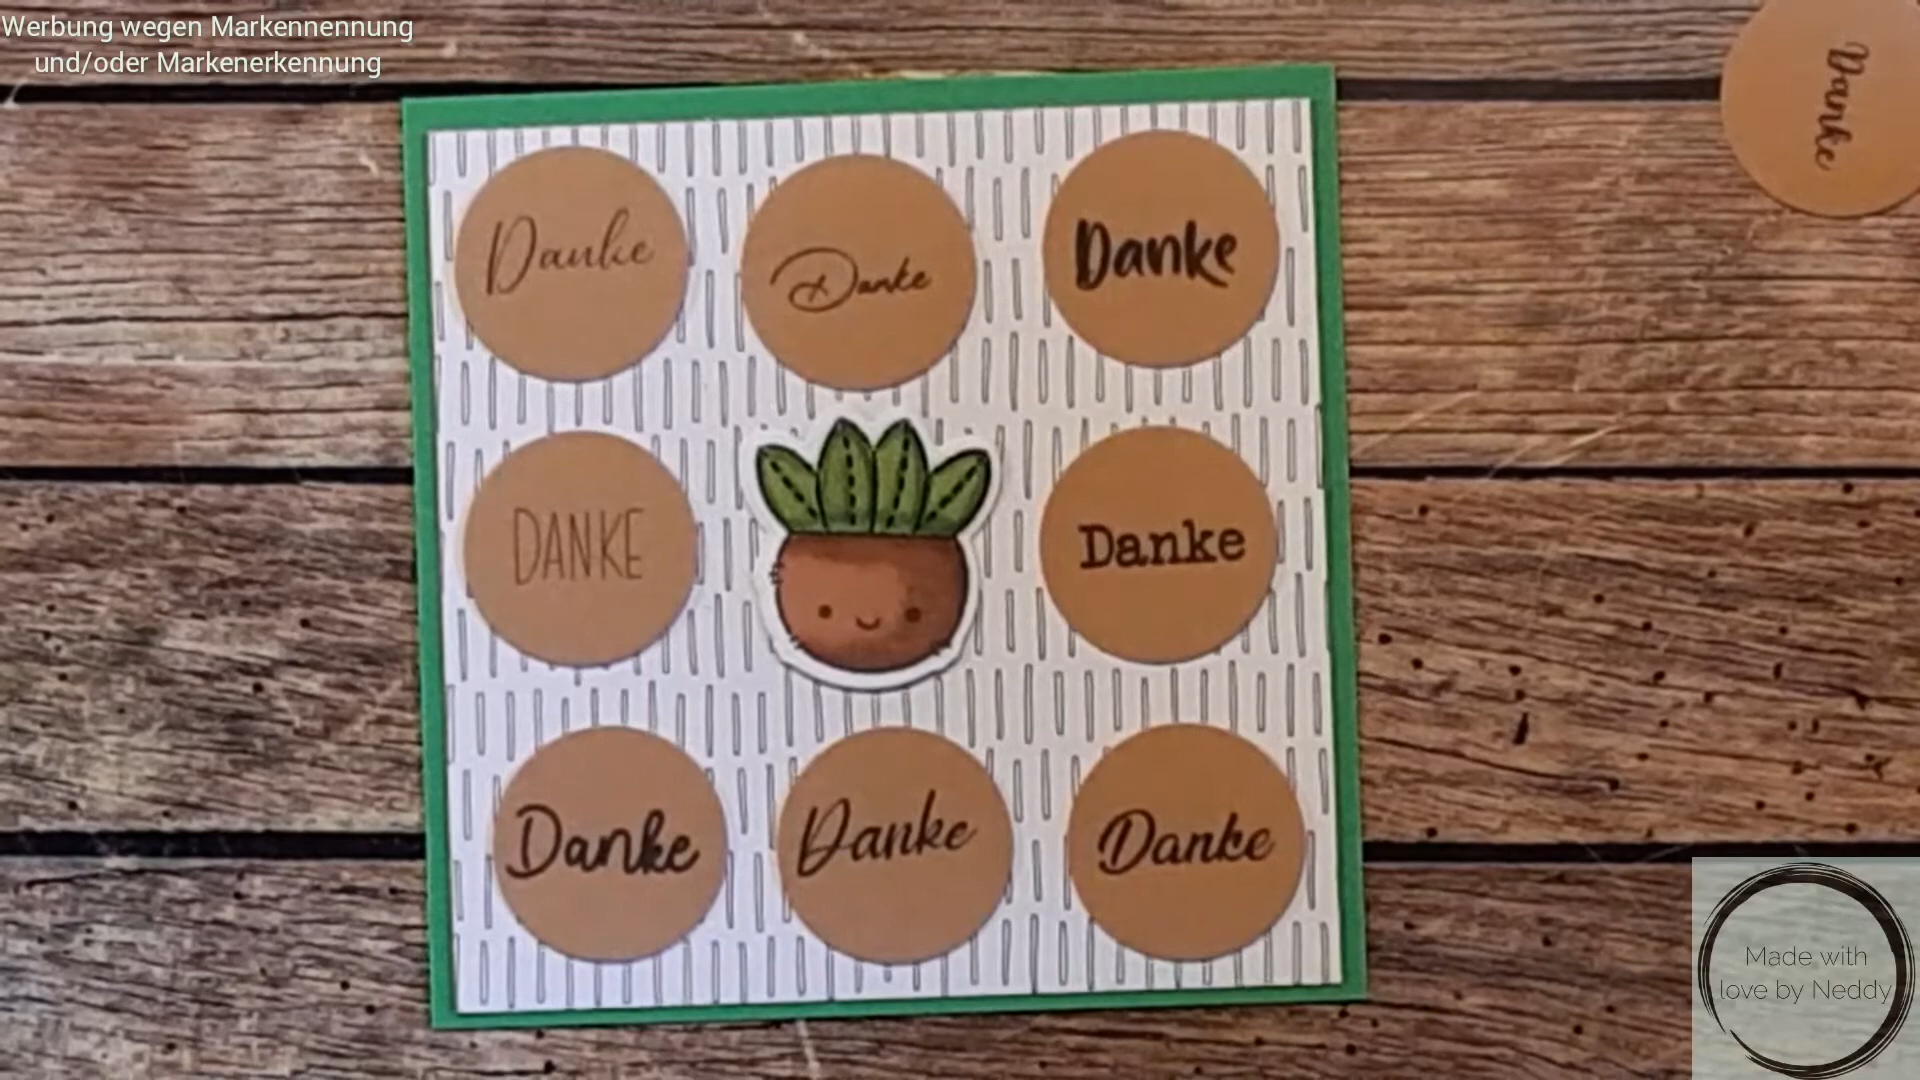 Werbung wegen Markennennung
und/oder Markenerkennung
Danke
Danke
Danke
Danke
DANKE
Danke
Danke
Danke
Danke
Made with
love by Neddy